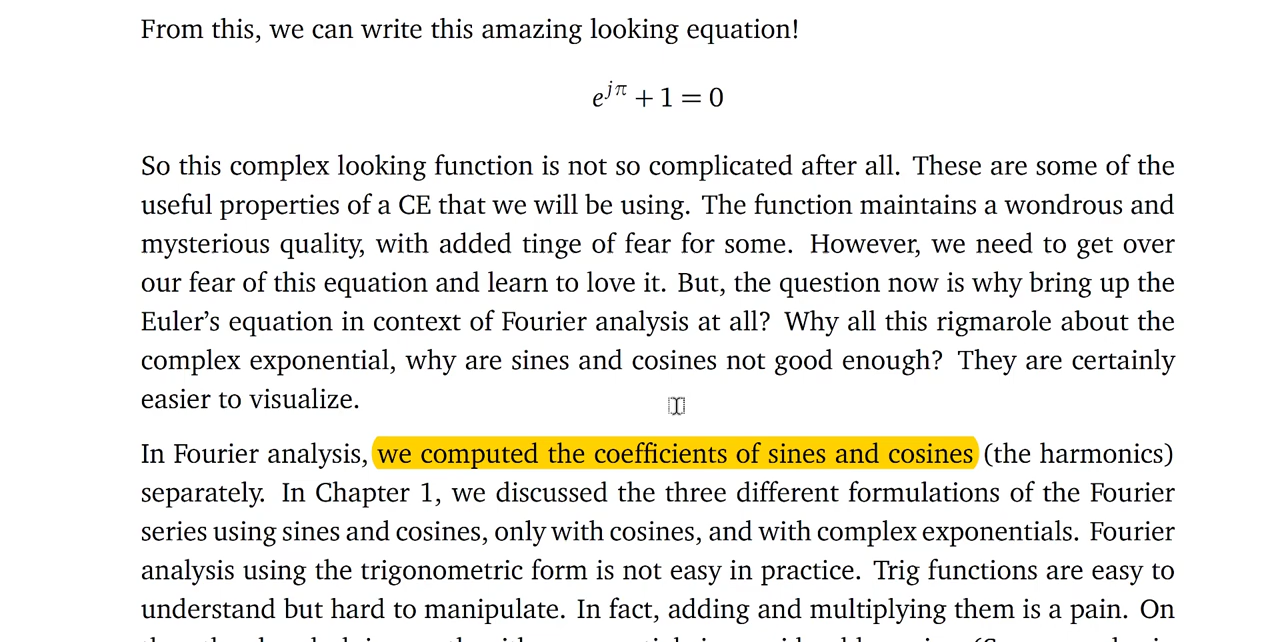 From this, we can write this amazing looking equation!
e^{jπ} + 1 = 0
So this complex looking function is not so complicated after all. These are some of the
useful properties of a CE that we will be using. The function maintains a wondrous and
mysterious quality, with added tinge of fear for some. However, we need to get over
our fear of this equation and learn to love it. But, the question now is why bring up the
Euler’s equation in context of Fourier analysis at all? Why all this rigmarole about the
complex exponential, why are sines and cosines not good enough? They are certainly
easier to visualize.
In Fourier analysis, we computed the coefficients of sines and cosines (the harmonics)
separately. In Chapter 1, we discussed the three different formulations of the Fourier
series using sines and cosines, only with cosines, and with complex exponentials. Fourier
analysis using the trigonometric form is not easy in practice. Trig functions are easy to
understand but hard to manipulate. In fact, adding and multiplying them is a pain. On